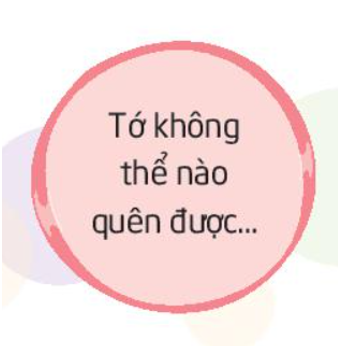 Tớ không
thể nào
quên được...